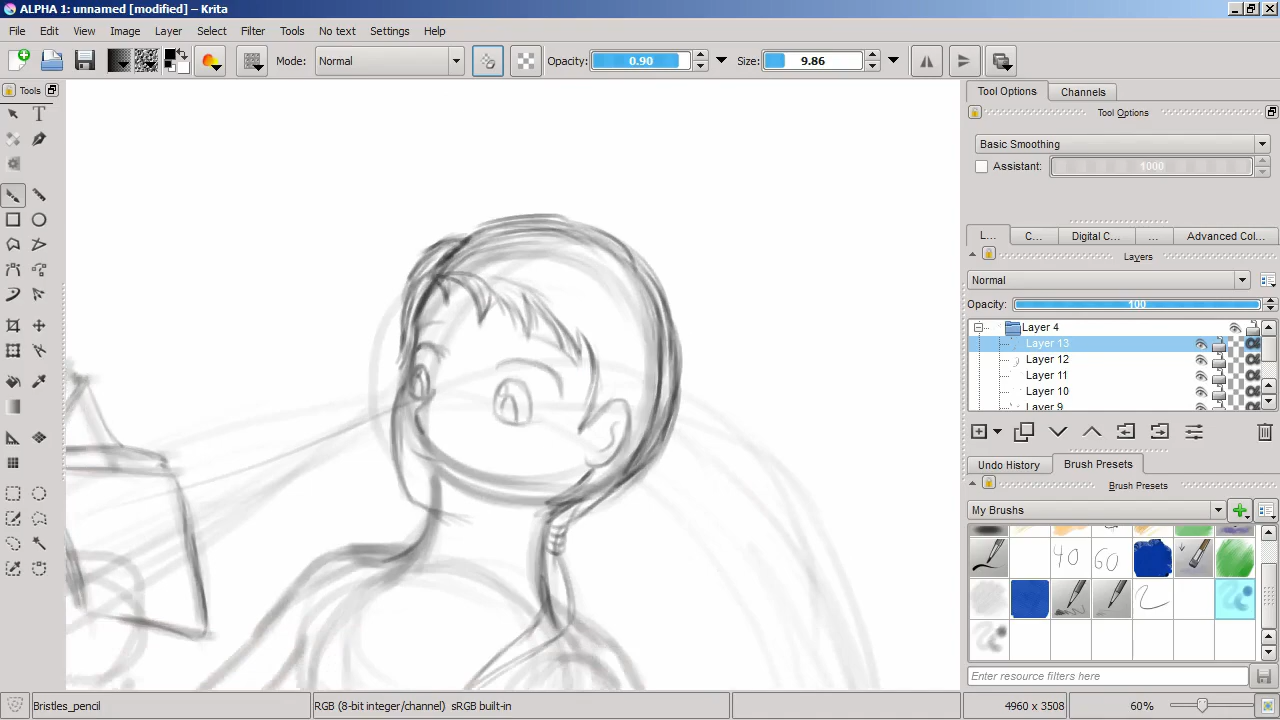 ALPHA 1: unnamed [modified] – Krita
File Edit View Image Layer Select Filter Tools No text Settings Help
Mode: Normal Opacity: 0.90 Size: 9.86
Tools
Tool Options Channels
Tool Options
Basic Smoothing
Assistant: 1000
L... C... Digital C... ... Advanced Col...
Layers
Normal
Opacity: 100
Layer 4
Layer 13
Layer 12
Layer 11
Layer 10
Layer 9
Undo History Brush Presets
Brush Presets
My Brushes
40 60
Enter resource filters here
Bristles_pencil RGB (8-bit integer/channel) sRGB built-in 4960 x 3508 60%